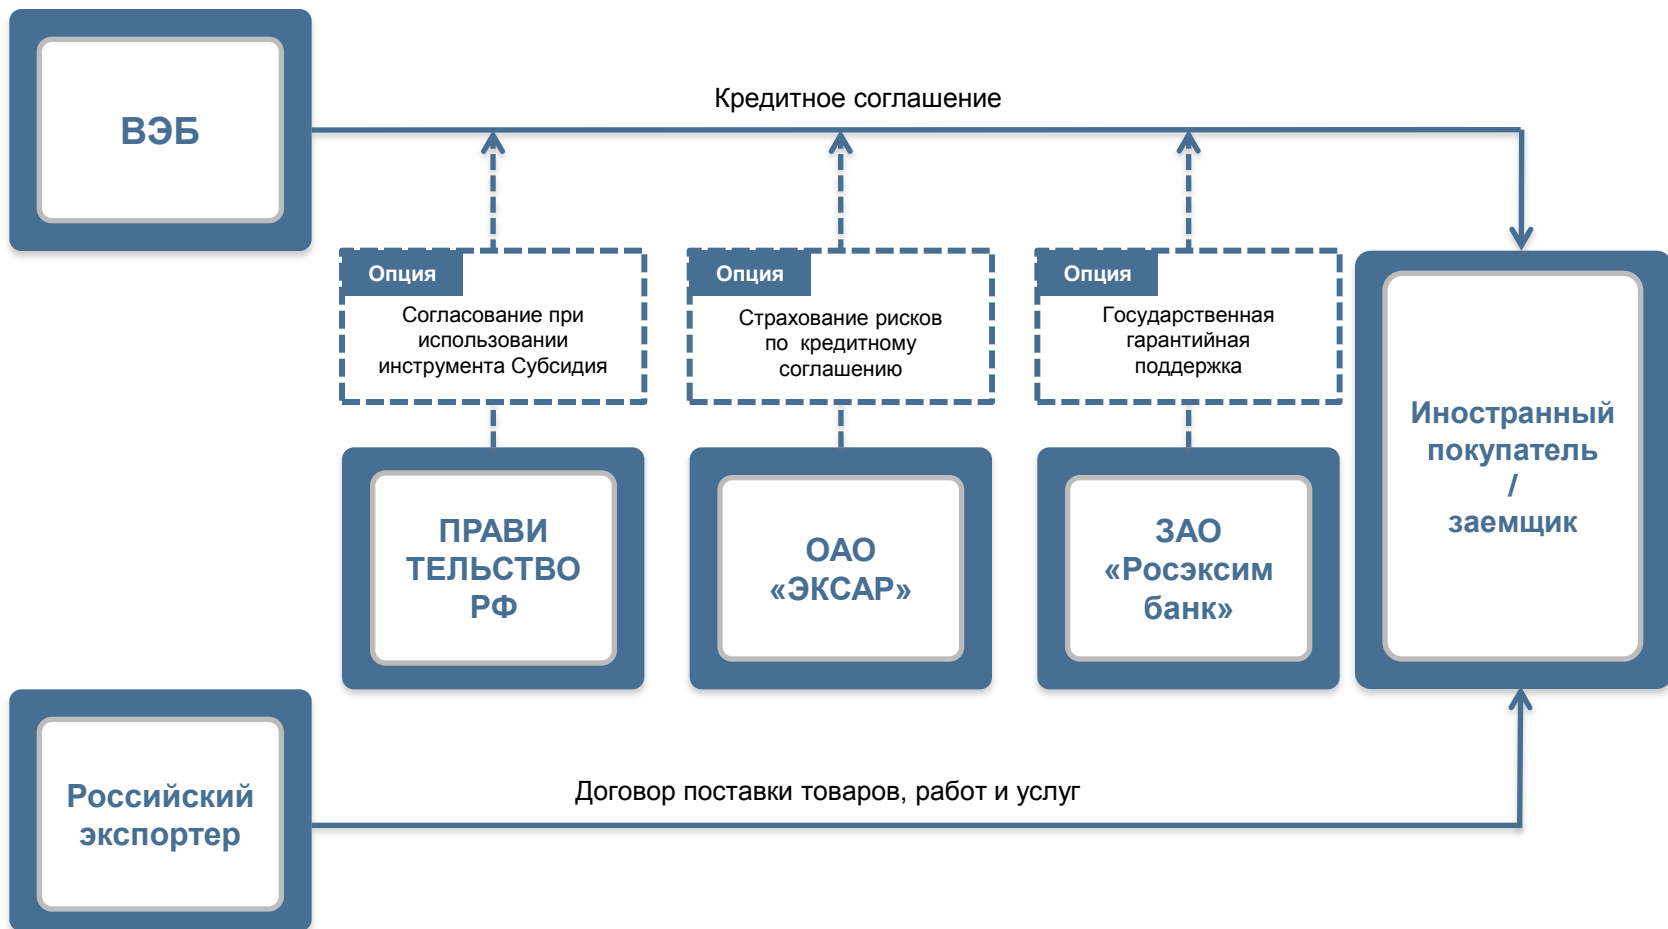 ВЭБ
Кредитное соглашение
Опция
Согласование при
использовании
инструмента Субсидия
Опция
Страхование рисков
по кредитному
соглашению
Опция
Государственная
гарантийная
поддержка
Иностранный
покупатель
/
заемщик
ПРАВИ
ТЕЛЬСТВО
РФ
ОАО
«ЭКСАР»
ЗАО
«Росэксим
банк»
Российский
экспортер
Договор поставки товаров, работ и услуг